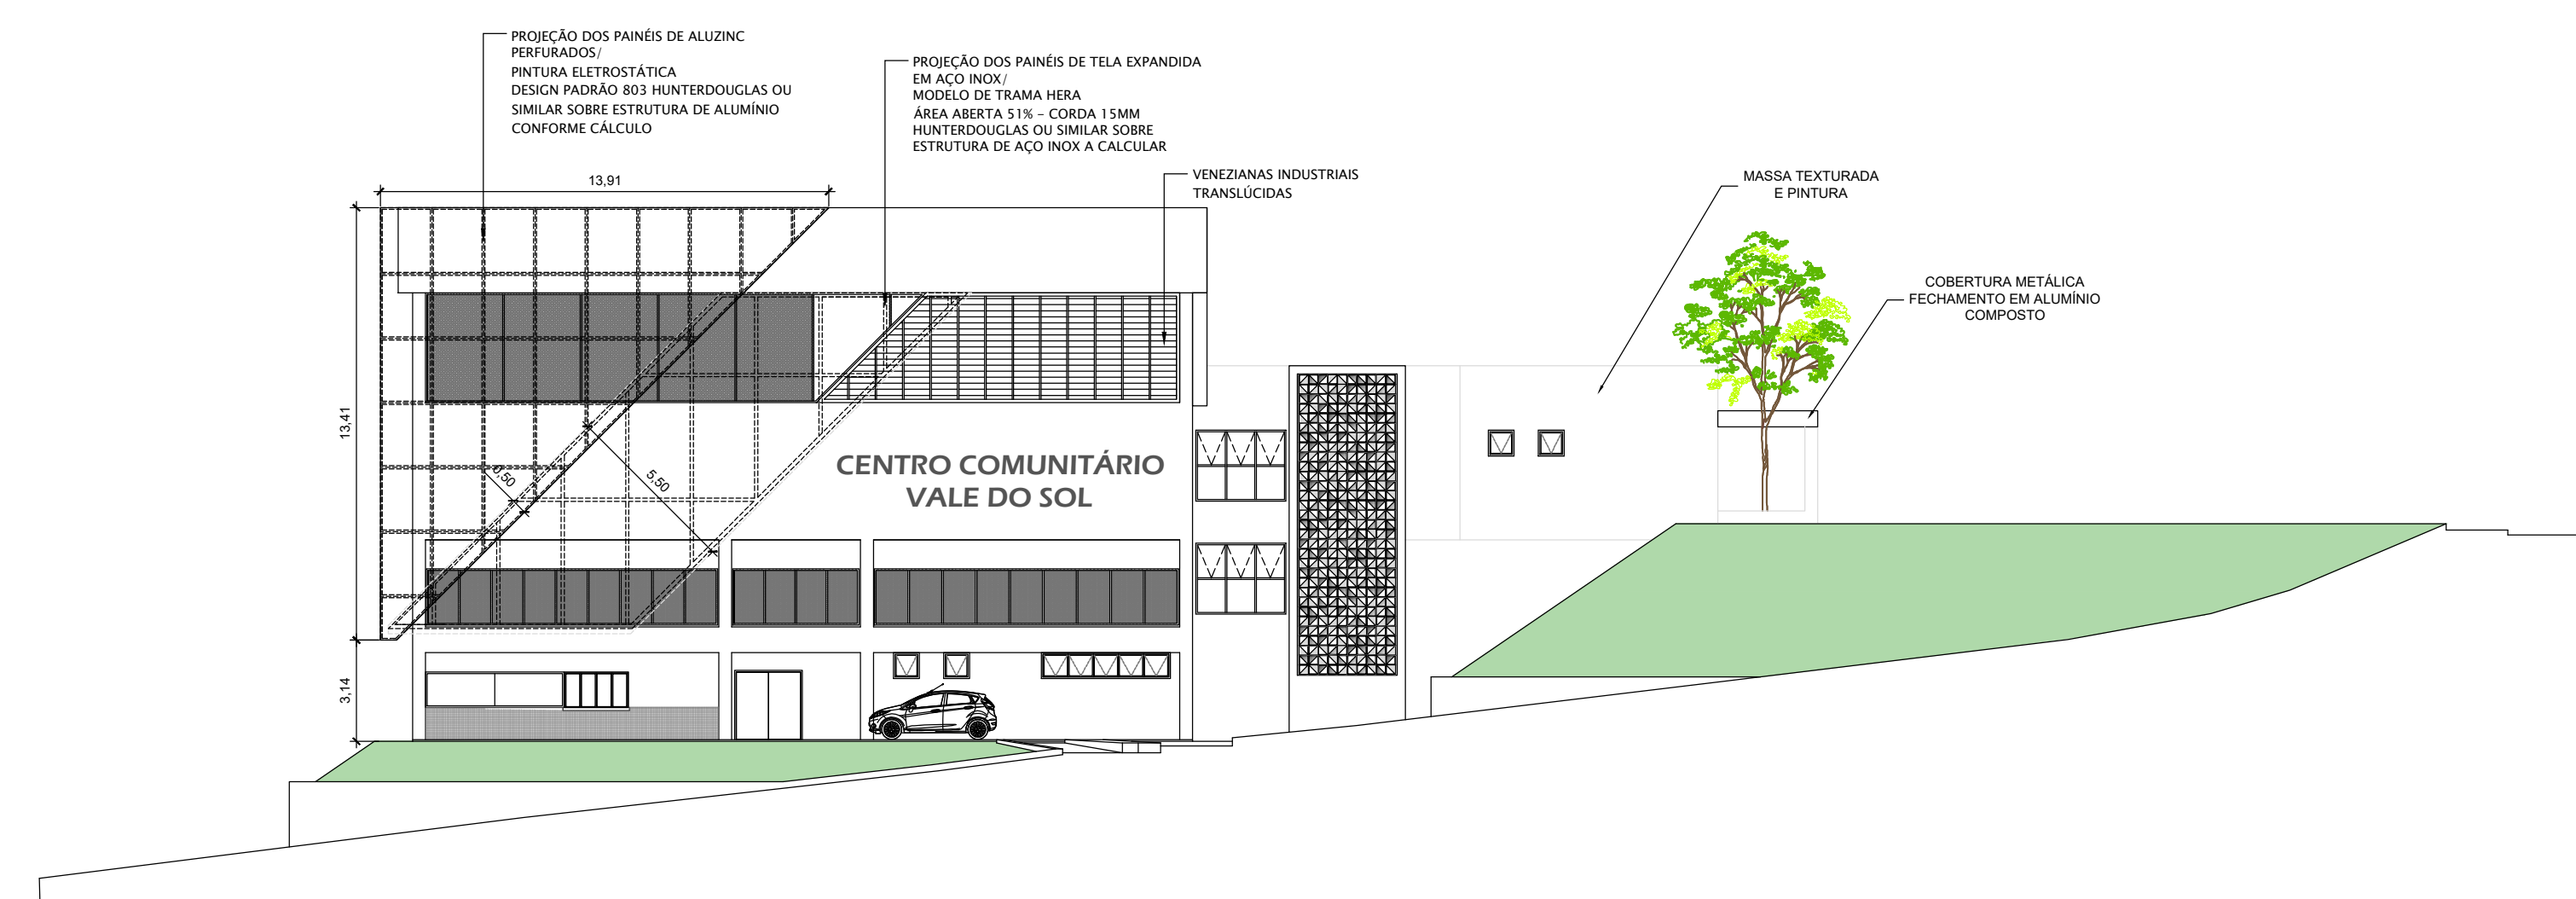 PROJEÇÃO DOS PAINÉIS DE ALUZINC
PERFURADOS/
PINTURA ELETROSTÁTICA
DESIGN PADRÃO 803 HUNTERDOUGLAS OU
SIMILAR SOBRE ESTRUTURA DE ALUMÍNIO
CONFORME CÁLCULO
PROJEÇÃO DOS PAINÉIS DE TELA EXPANDIDA
EM AÇO INOX/
MODELO DE TRAMA HERA
ÁREA ABERTA 51% - CORDA 15MM
HUNTERDOUGLAS OU SIMILAR SOBRE
ESTRUTURA DE AÇO INOX A CALCULAR
VENEZIANAS INDUSTRIAIS
TRANSLÚCIDAS
MASSA TEXTURADA
E PINTURA
COBERTURA METÁLICA
FECHAMENTO EM ALUMÍNIO
COMPOSTO
13,91
13,41
0,50
5,50
CENTRO COMUNITÁRIO
VALE DO SOL
3,14